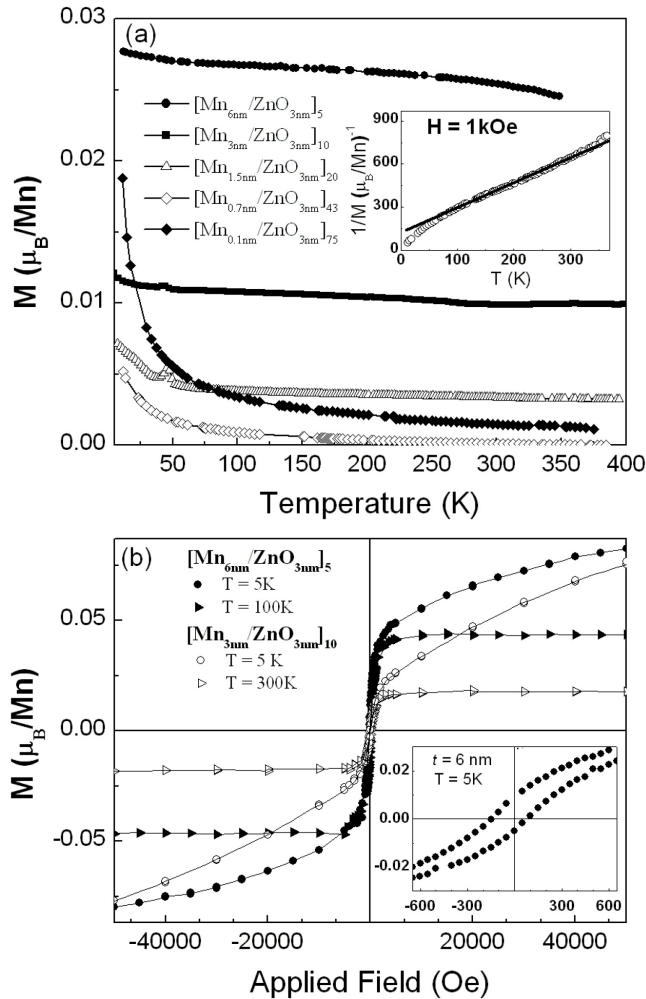 0.03
(a)
[Mn6nm/ZnO3nm]5
[Mn3nm/ZnO3nm]10
[Mn1.5nm/ZnO3nm]20
[Mn0.7nm/ZnO3nm]43
[Mn0.1nm/ZnO3nm]75
H = 1kOe
1/M (μB/Mn)-1
900
600
300
0
0 100 200 300
T (K)
M (μB/Mn)
0.02
0.01
0.00
50 100 150 200 250 300 350 400
Temperature (K)
(b)
[Mn6nm/ZnO3nm]5
T = 5K
T = 100K
[Mn3nm/ZnO3nm]10
T = 5 K
T = 300K
M (μB/Mn)
0.05
0.00
-0.05
t = 6 nm
T = 5K
0.02
0.00
-0.02
-600 -300 0 300 600
-40000 -20000 20000 40000
Applied Field (Oe)